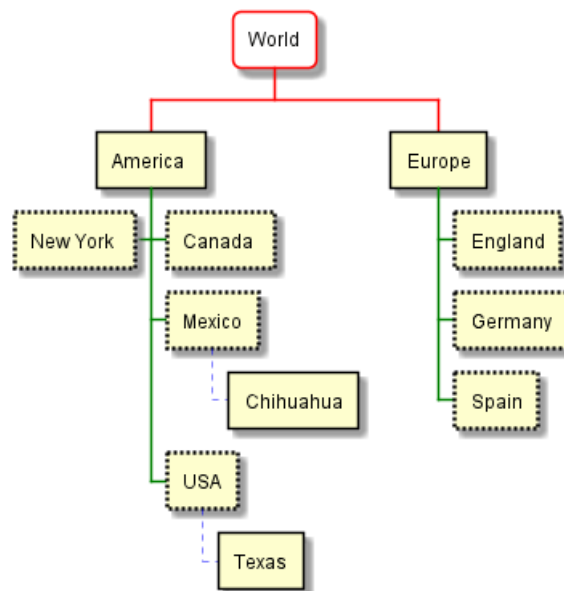 World
America
Europe
New York
Canada
England
Mexico
Germany
Chihuahua
Spain
USA
Texas